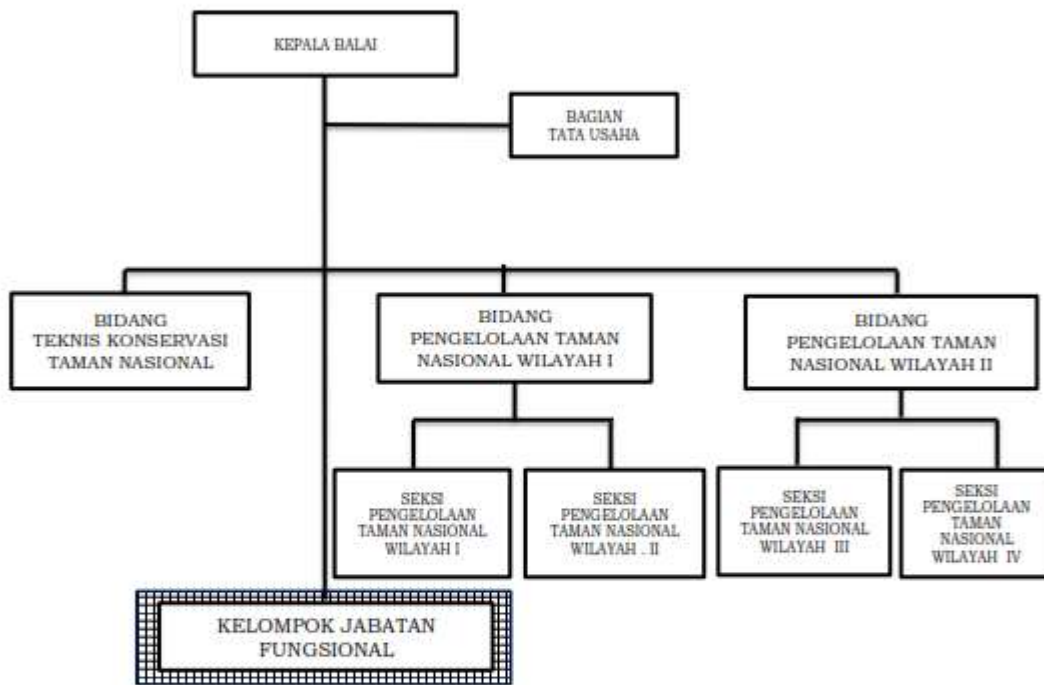 KEPALA BALAI
BAGIAN
TATA USAHA
BIDANG
TEKNIS KONSERVASI
TAMAN NASIONAL
BIDANG
PENGELOLAAN TAMAN
NASIONAL WILAYAH I
BIDANG
PENGELOLAAN TAMAN
NASIONAL WILAYAH II
SEKSI
PENGELOLAAN
TAMAN NASIONAL
WILAYAH I
SEKSI
PENGELOLAAN
TAMAN NASIONAL
WILAYAH . II
SEKSI
PENGELOLAAN
TAMAN NASIONAL
WILAYAH III
SEKSI
PENGELOLAAN
TAMAN
NASIONAL
WILAYAH IV
KELOMPOK JABATAN
FUNGSIONAL